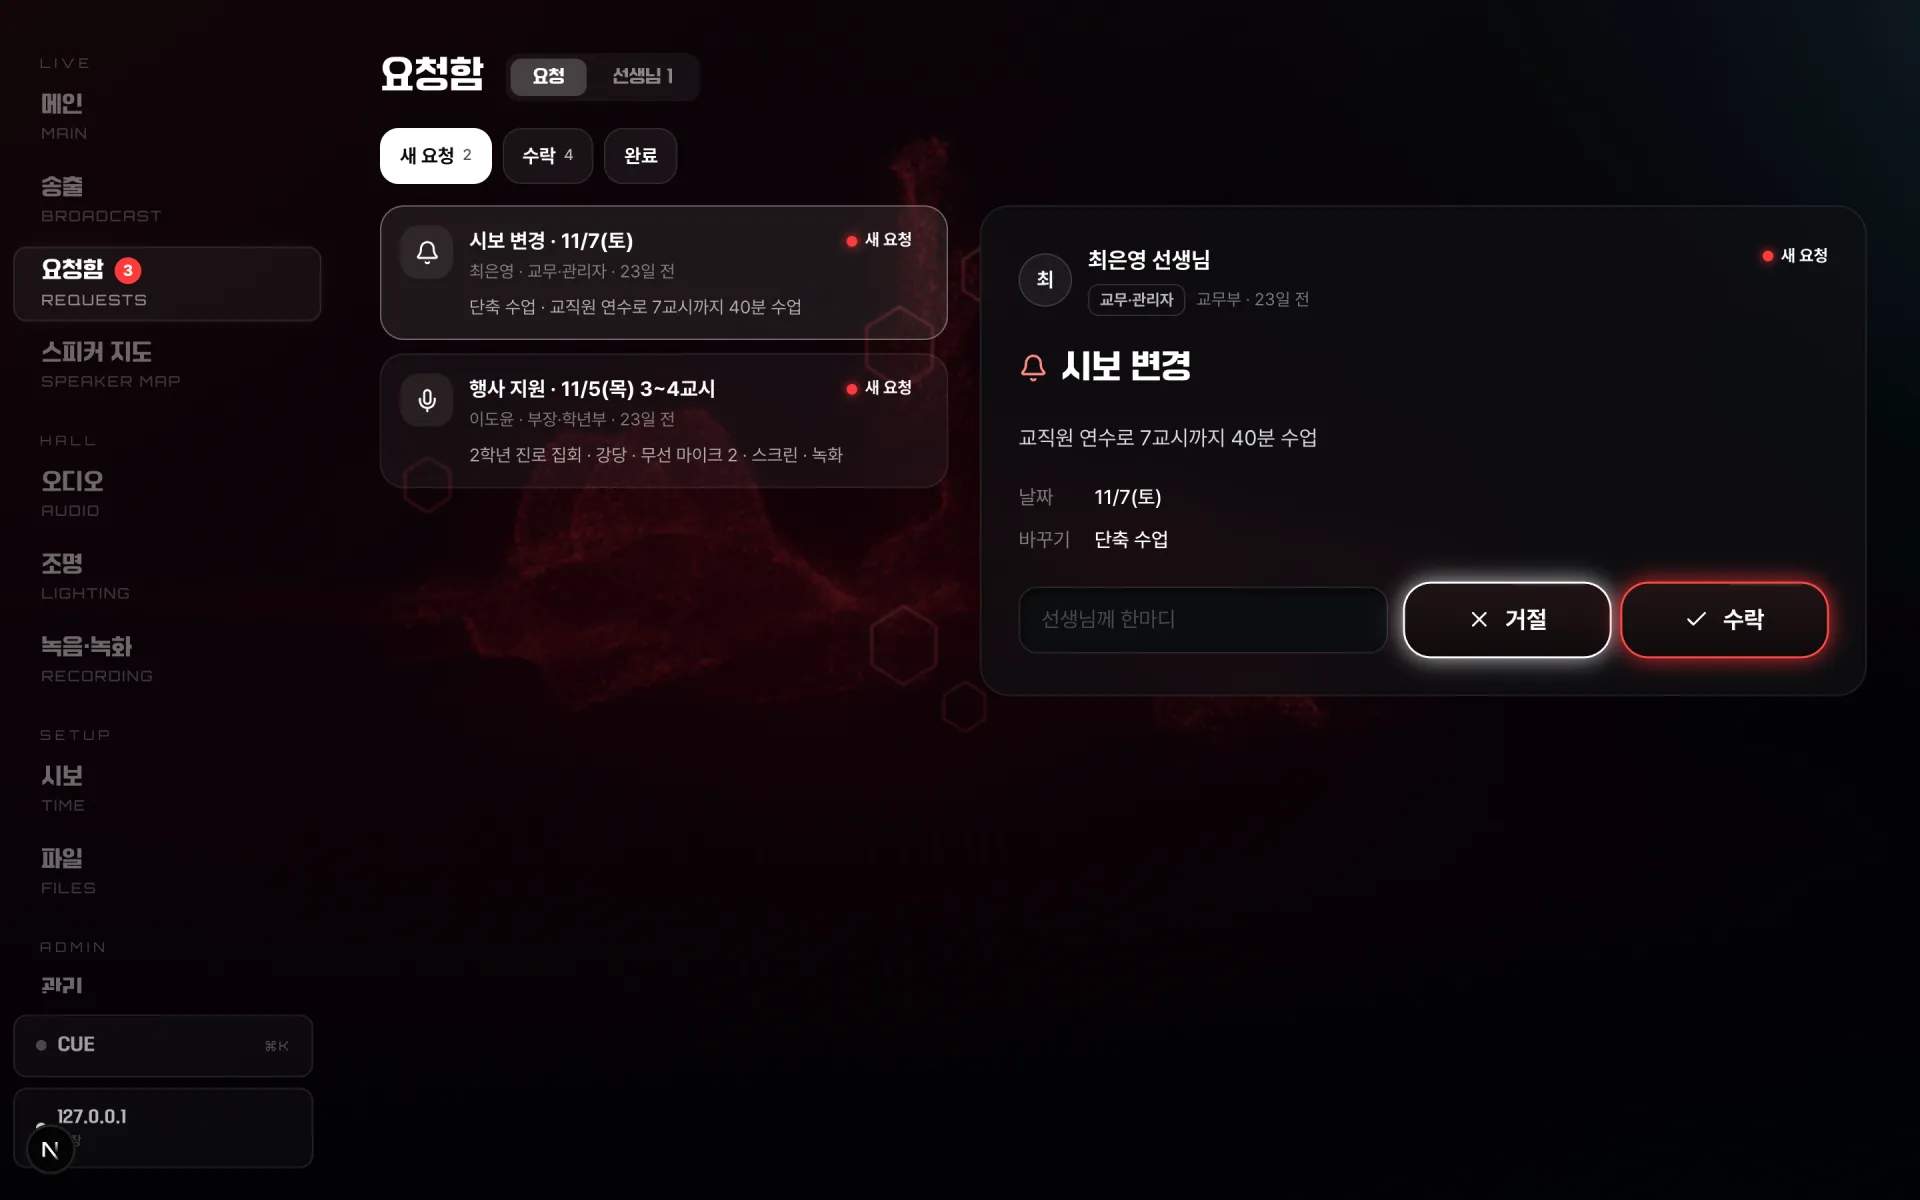 LIVE
메인
MAIN
송출
BROADCAST
요청함 3
REQUESTS
스피커 지도
SPEAKER MAP
HALL
오디오
AUDIO
조명
LIGHTING
녹음·녹화
RECORDING
SETUP
시보
TIME
파일
FILES
ADMIN
관리
CUE ⌘K
127.0.0.1
장
N
요청함 요청 선생님 1
새 요청 2 수락 4 완료
시보 변경 · 11/7(토) 새 요청
최은영 · 교무·관리자 · 23일 전
단축 수업 · 교직원 연수로 7교시까지 40분 수업
행사 지원 · 11/5(목) 3~4교시 새 요청
이도윤 · 부장·학년부 · 23일 전
2학년 진로 집회 · 강당 · 무선 마이크 2 · 스크린 · 녹화
최 최은영 선생님 새 요청
교무·관리자 교무부 · 23일 전
시보 변경
교직원 연수로 7교시까지 40분 수업
날짜 11/7(토)
바꾸기 단축 수업
선생님께 한마디 거절 수락